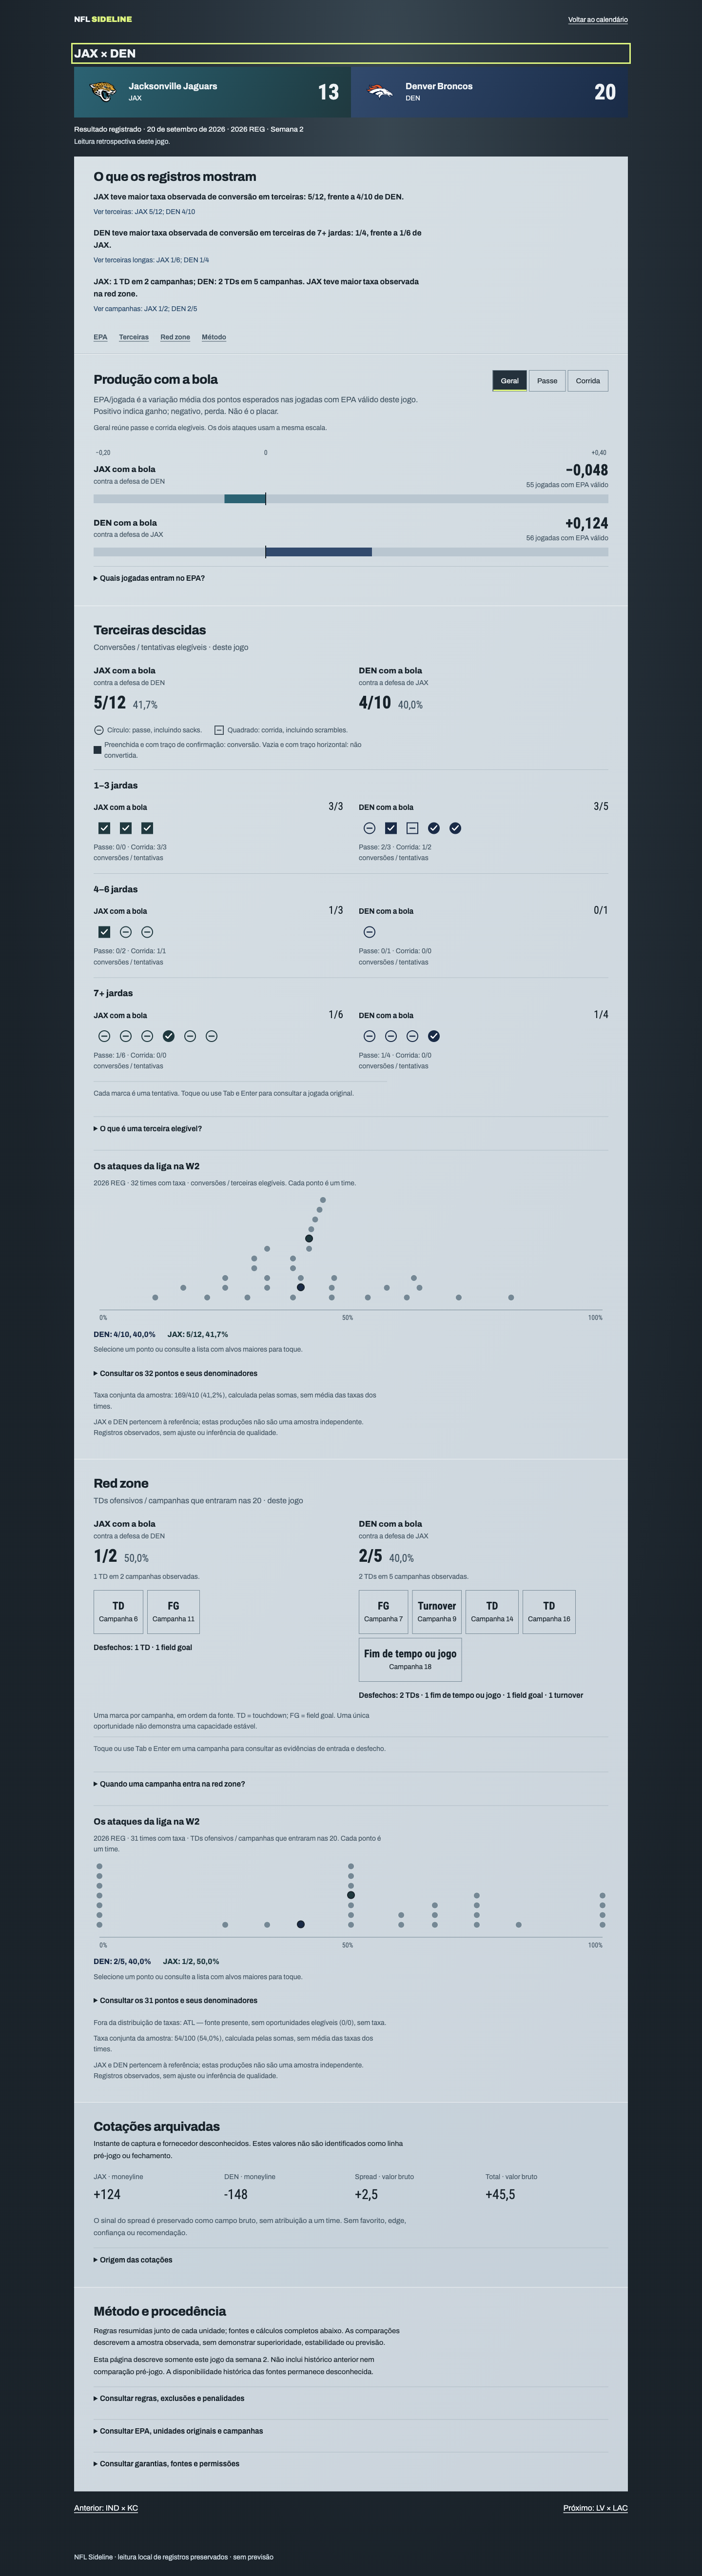 NFL SIDELINE
Voltar ao calendário
JAX × DEN
Jacksonville Jaguars
JAX
13
Denver Broncos
DEN
20
Resultado registrado · 20 de setembro de 2026 · 2026 REG · Semana 2
Leitura retrospectiva deste jogo.
O que os registros mostram
JAX teve maior taxa observada de conversão em terceiras: 5/12, frente a 4/10 de DEN.
Ver terceiras: JAX 5/12; DEN 4/10
DEN teve maior taxa observada de conversão em terceiras de 7+ jardas: 1/4, frente a 1/6 de
JAX.
Ver terceiras longas: JAX 1/6; DEN 1/4
JAX: 1 TD em 2 campanhas; DEN: 2 TDs em 5 campanhas. JAX teve maior taxa observada
na red zone.
Ver campanhas: JAX 1/2; DEN 2/5
EPA Terceiras Red zone Método
Produção com a bola
Geral Passe Corrida
EPA/jogada é a variação média dos pontos esperados nas jogadas com EPA válido deste jogo.
Positivo indica ganho; negativo, perda. Não é o placar.
Geral reúne passe e corrida elegíveis. Os dois ataques usam a mesma escala.
−0,20 0 +0,40
JAX com a bola
contra a defesa de DEN
−0,048
55 jogadas com EPA válido
DEN com a bola
contra a defesa de JAX
+0,124
56 jogadas com EPA válido
▶ Quais jogadas entram no EPA?
Terceiras descidas
Conversões / tentativas elegíveis · deste jogo
JAX com a bola
contra a defesa de DEN
5/12 41,7%
DEN com a bola
contra a defesa de JAX
4/10 40,0%
Círculo: passe, incluindo sacks. Quadrado: corrida, incluindo scrambles.
Preenchida e com traço de confirmação: conversão. Vazia e com traço horizontal: não
convertida.
1–3 jardas
JAX com a bola 3/3
Passe: 0/0 · Corrida: 3/3
conversões / tentativas
DEN com a bola 3/5
Passe: 2/3 · Corrida: 1/2
conversões / tentativas
4–6 jardas
JAX com a bola 1/3
Passe: 0/2 · Corrida: 1/1
conversões / tentativas
DEN com a bola 0/1
Passe: 0/1 · Corrida: 0/0
conversões / tentativas
7+ jardas
JAX com a bola 1/6
Passe: 1/6 · Corrida: 0/0
conversões / tentativas
DEN com a bola 1/4
Passe: 1/4 · Corrida: 0/0
conversões / tentativas
Cada marca é uma tentativa. Toque ou use Tab e Enter para consultar a jogada original.
▶ O que é uma terceira elegível?
Os ataques da liga na W2
2026 REG · 32 times com taxa · conversões / terceiras elegíveis. Cada ponto é um time.
0% 50% 100%
DEN: 4/10, 40,0% JAX: 5/12, 41,7%
Selecione um ponto ou consulte a lista com alvos maiores para toque.
▶ Consultar os 32 pontos e seus denominadores
Taxa conjunta da amostra: 169/410 (41,2%), calculada pelas somas, sem média das taxas dos
times.
JAX e DEN pertencem à referência; estas produções não são uma amostra independente.
Registros observados, sem ajuste ou inferência de qualidade.
Red zone
TDs ofensivos / campanhas que entraram nas 20 · deste jogo
JAX com a bola
contra a defesa de DEN
1/2 50,0%
1 TD em 2 campanhas observadas.
TD
Campanha 6
FG
Campanha 11
Desfechos: 1 TD · 1 field goal
DEN com a bola
contra a defesa de JAX
2/5 40,0%
2 TDs em 5 campanhas observadas.
FG
Campanha 7
Turnover
Campanha 9
TD
Campanha 14
TD
Campanha 16
Fim de tempo ou jogo
Campanha 18
Desfechos: 2 TDs · 1 fim de tempo ou jogo · 1 field goal · 1 turnover
Uma marca por campanha, em ordem da fonte. TD = touchdown; FG = field goal. Uma única
oportunidade não demonstra uma capacidade estável.
Toque ou use Tab e Enter em uma campanha para consultar as evidências de entrada e desfecho.
▶ Quando uma campanha entra na red zone?
Os ataques da liga na W2
2026 REG · 31 times com taxa · TDs ofensivos / campanhas que entraram nas 20. Cada ponto é
um time.
0% 50% 100%
DEN: 2/5, 40,0% JAX: 1/2, 50,0%
Selecione um ponto ou consulte a lista com alvos maiores para toque.
▶ Consultar os 31 pontos e seus denominadores
Fora da distribuição de taxas: ATL — fonte presente, sem oportunidades elegíveis (0/0), sem taxa.
Taxa conjunta da amostra: 54/100 (54,0%), calculada pelas somas, sem média das taxas dos
times.
JAX e DEN pertencem à referência; estas produções não são uma amostra independente.
Registros observados, sem ajuste ou inferência de qualidade.
Cotações arquivadas
Instante de captura e fornecedor desconhecidos. Estes valores não são identificados como linha
pré-jogo ou fechamento.
JAX · moneyline
+124
DEN · moneyline
-148
Spread · valor bruto
+2,5
Total · valor bruto
+45,5
O sinal do spread é preservado como campo bruto, sem atribuição a um time. Sem favorito, edge,
confiança ou recomendação.
▶ Origem das cotações
Método e procedência
Regras resumidas junto de cada unidade; fontes e cálculos completos abaixo. As comparações
descrevem a amostra observada, sem demonstrar superioridade, estabilidade ou previsão.
Esta página descreve somente este jogo da semana 2. Não inclui histórico anterior nem
comparação pré-jogo. A disponibilidade histórica das fontes permanece desconhecida.
▶ Consultar regras, exclusões e penalidades
▶ Consultar EPA, unidades originais e campanhas
▶ Consultar garantias, fontes e permissões
Anterior: IND × KC
Próximo: LV × LAC
NFL Sideline · leitura local de registros preservados · sem previsão